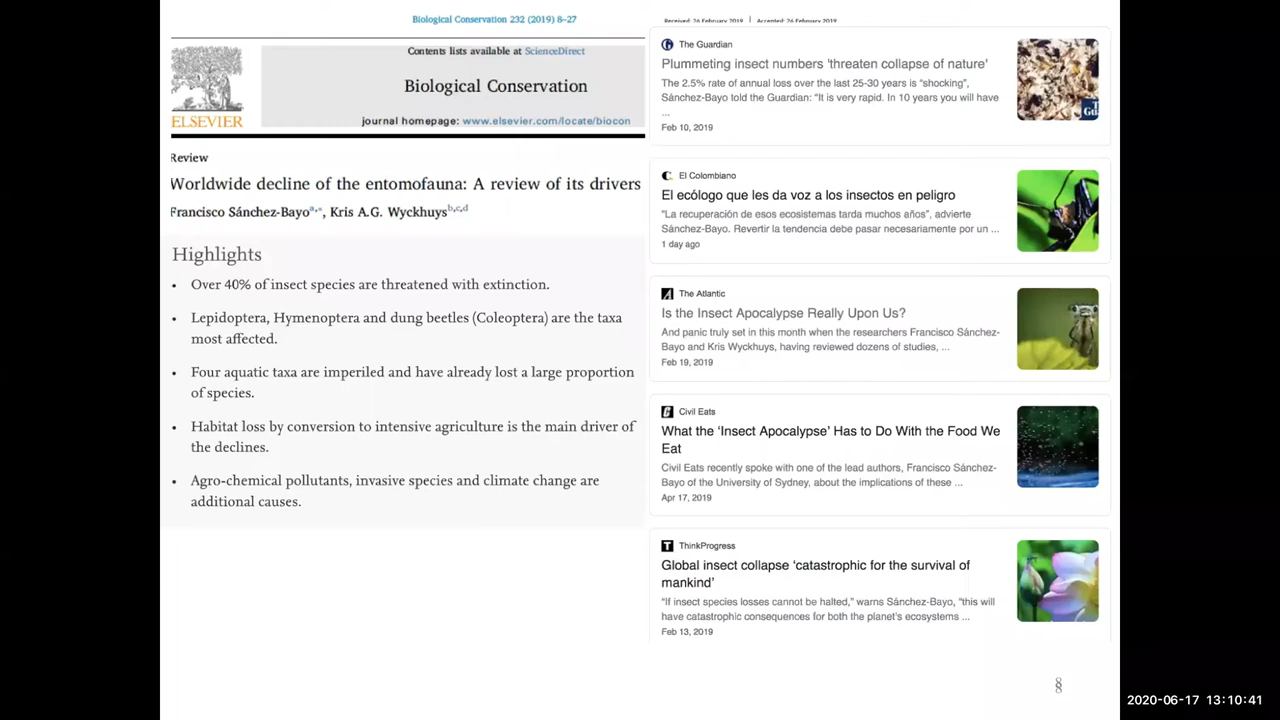 Biological Conservation 232 (2019) 8–27
Contents lists available at ScienceDirect
Biological Conservation
ELSEVIER
journal homepage: www.elsevier.com/locate/biocon
Review
Worldwide decline of the entomofauna: A review of its drivers
Francisco Sánchez-Bayoa,*, Kris A.G. Wyckhuysb,c,d
Highlights
• Over 40% of insect species are threatened with extinction.
• Lepidoptera, Hymenoptera and dung beetles (Coleoptera) are the taxa
most affected.
• Four aquatic taxa are imperiled and have already lost a large proportion
of species.
• Habitat loss by conversion to intensive agriculture is the main driver of
the declines.
• Agro-chemical pollutants, invasive species and climate change are
additional causes.
Received: 26 February 2019 | Accepted: 26 February 2019
The Guardian
Plummeting insect numbers 'threaten collapse of nature'
The 2.5% rate of annual loss over the last 25-30 years is “shocking”,
Sánchez-Bayo told the Guardian: “It is very rapid. In 10 years you will have
...
Feb 10, 2019
Gu
El Colombiano
El ecólogo que les da voz a los insectos en peligro
“La recuperación de esos ecosistemas tarda muchos años”, advierte
Sánchez-Bayo. Revertir la tendencia debe pasar necesariamente por un ...
1 day ago
The Atlantic
Is the Insect Apocalypse Really Upon Us?
And panic truly set in this month when the researchers Francisco Sánchez-
Bayo and Kris Wyckhuys, having reviewed dozens of studies, ...
Feb 19, 2019
Civil Eats
What the ‘Insect Apocalypse’ Has to Do With the Food We
Eat
Civil Eats recently spoke with one of the lead authors, Francisco Sánchez-
Bayo of the University of Sydney, about the implications of these ...
Apr 17, 2019
ThinkProgress
Global insect collapse ‘catastrophic for the survival of
mankind’
“If insect species losses cannot be halted,” warns Sánchez-Bayo, “this will
have catastrophic consequences for both the planet's ecosystems ...
Feb 13, 2019
2020-06-17 13:10:41